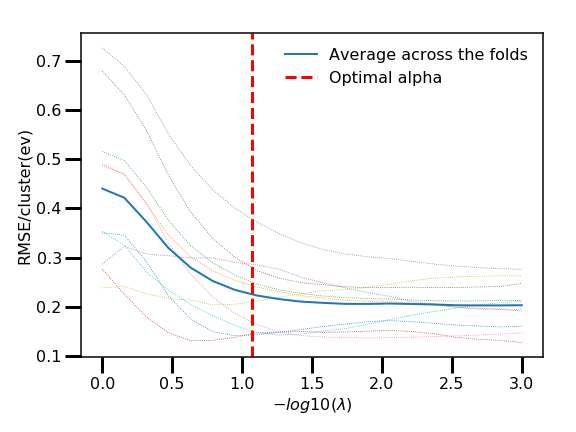 Average across the folds
Optimal alpha
RMSE/cluster(ev)
0.7
0.6
0.5
0.4
0.3
0.2
0.1
0.0 0.5 1.0 1.5 2.0 2.5 3.0
−log10(λ)